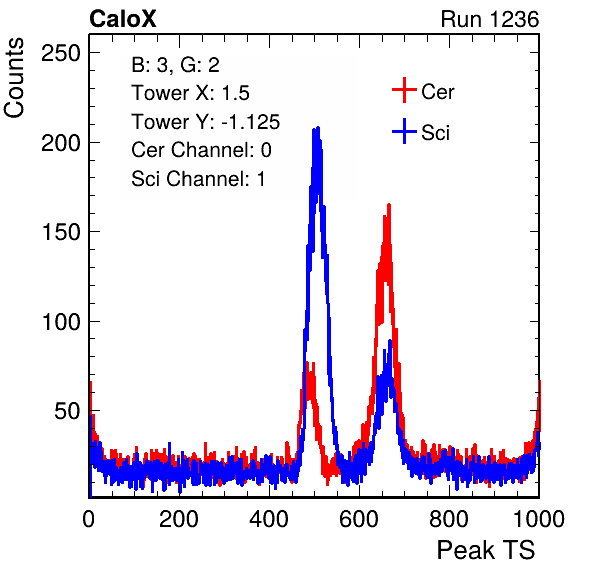 CaloX Run 1236
Counts
B: 3, G: 2
Tower X: 1.5
Tower Y: -1.125
Cer Channel: 0
Sci Channel: 1
Cer
Sci
250
200
150
100
50
0 200 400 600 800 1000
Peak TS